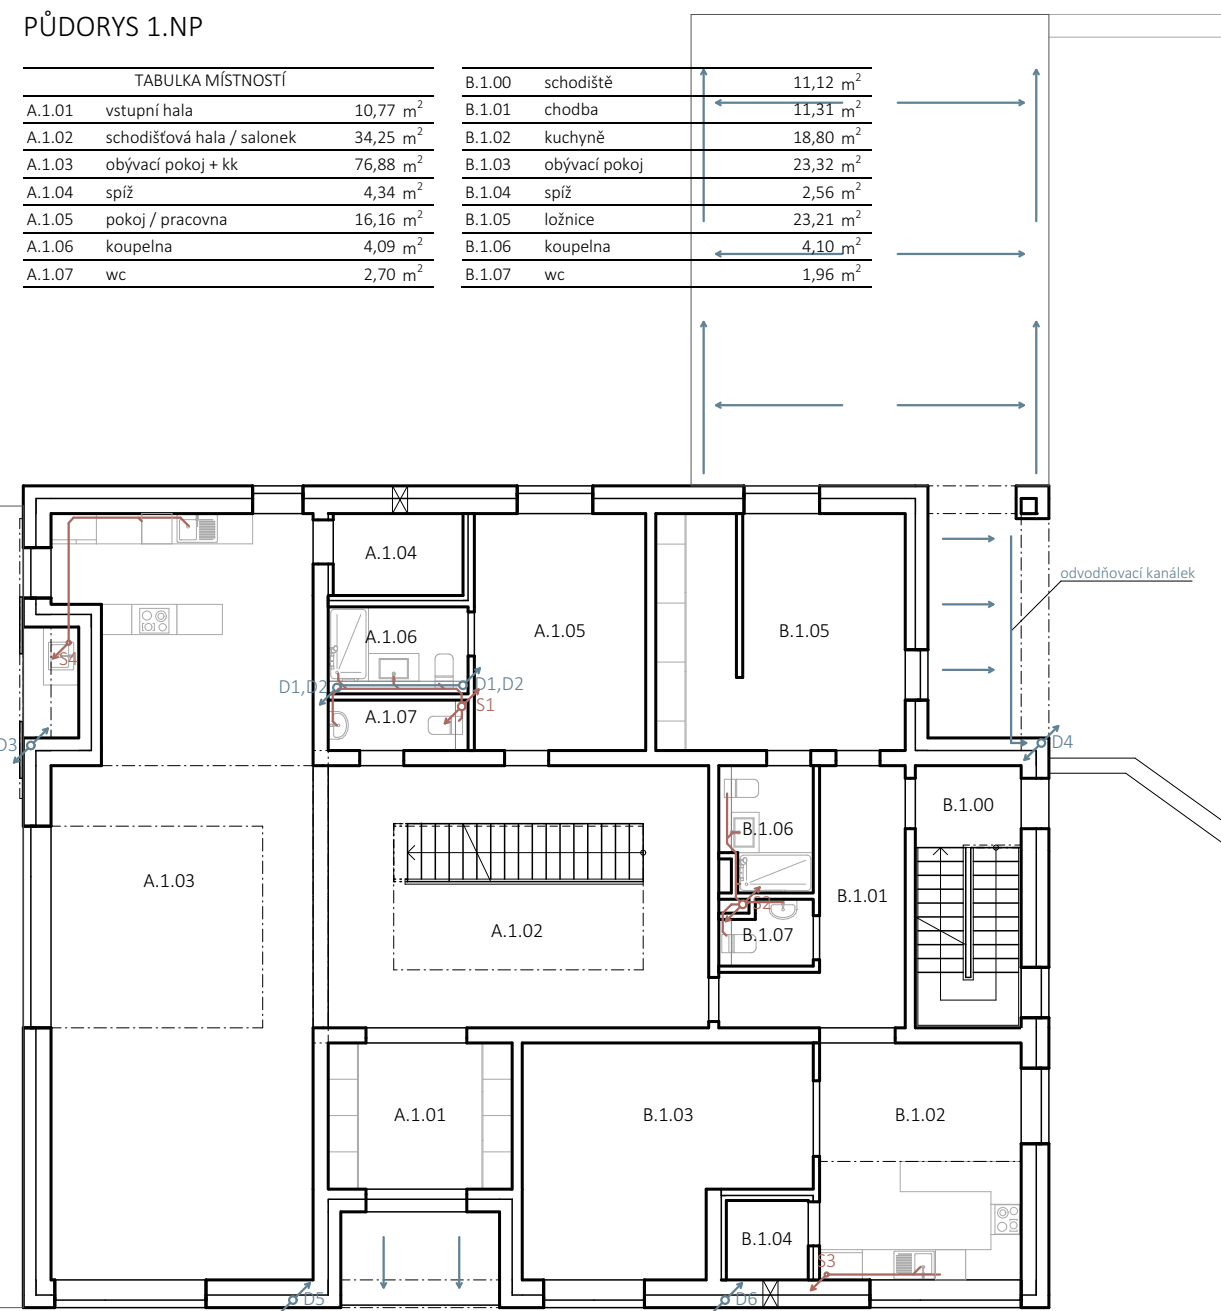 PŮDORYS 1.NP
TABULKA MÍSTNOSTÍ
A.1.01 vstupní hala 10,77 m²
A.1.02 schodišťová hala / salonek 34,25 m²
A.1.03 obývací pokoj + kk 76,88 m²
A.1.04 spíž 4,34 m²
A.1.05 pokoj / pracovna 16,16 m²
A.1.06 koupelna 4,09 m²
A.1.07 wc 2,70 m²
B.1.00 schodiště 11,12 m²
B.1.01 chodba 11,31 m²
B.1.02 kuchyně 18,80 m²
B.1.03 obývací pokoj 23,32 m²
B.1.04 spíž 2,56 m²
B.1.05 ložnice 23,21 m²
B.1.06 koupelna 4,10 m²
B.1.07 wc 1,96 m²
A.1.04
odvodňovací kanálek
A.1.06
A.1.05
B.1.05
S4
D1,D2
D1,D2
S1
A.1.07
D3
D4
B.1.00
B.1.06
A.1.03
B.1.01
S2
A.1.02
B.1.07
A.1.01
B.1.03
B.1.02
B.1.04
S3
D5
D6